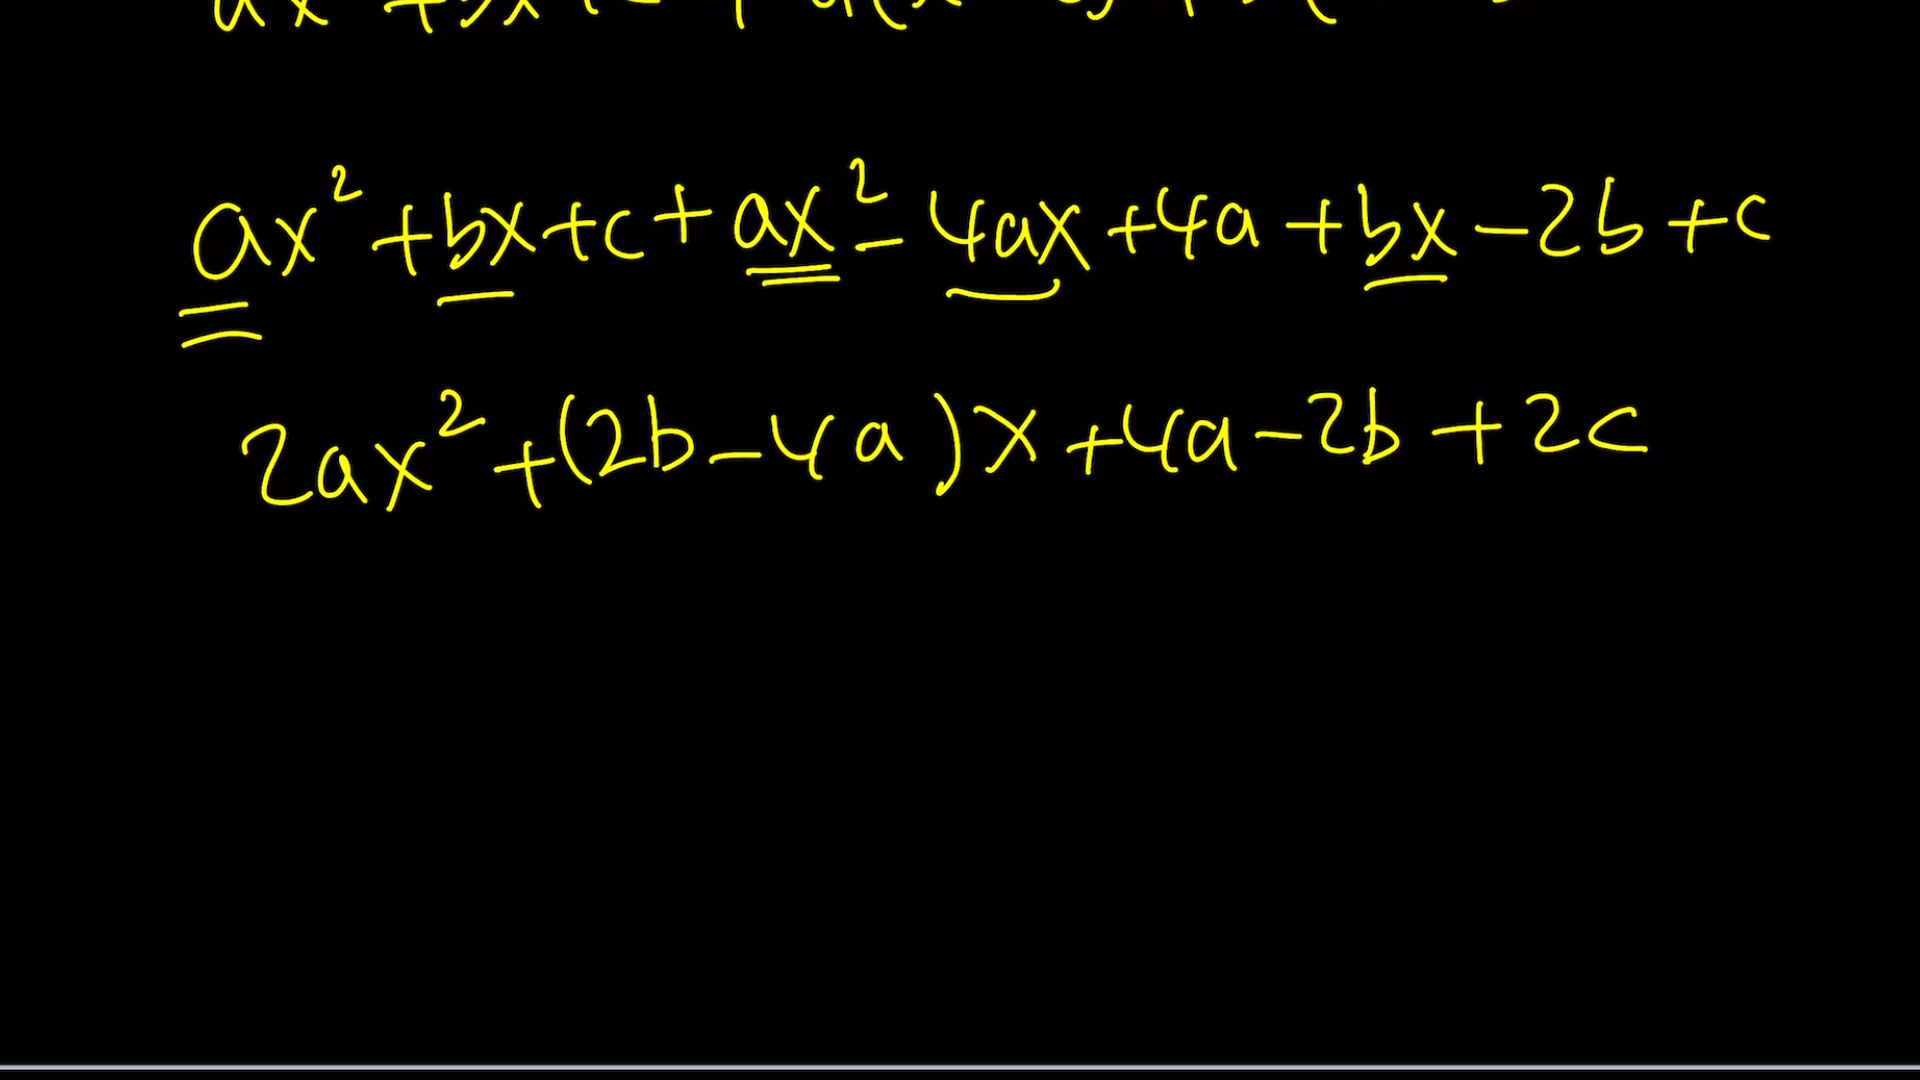 ax² + bx + c + ax² - 4ax + 4a + bx - 2b + c
2ax² + (2b - 4a)x + 4a - 2b + 2c